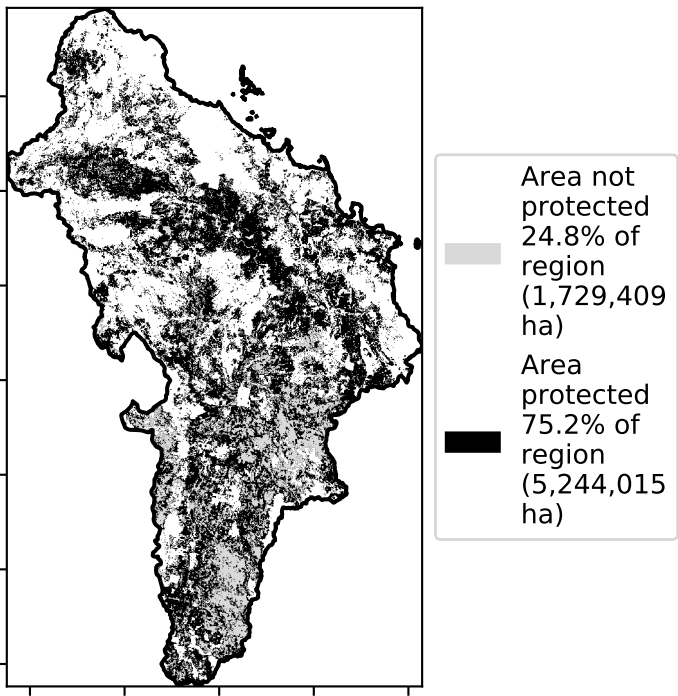 Area not
protected
24.8% of
region
(1,729,409
ha)
Area
protected
75.2% of
region
(5,244,015
ha)